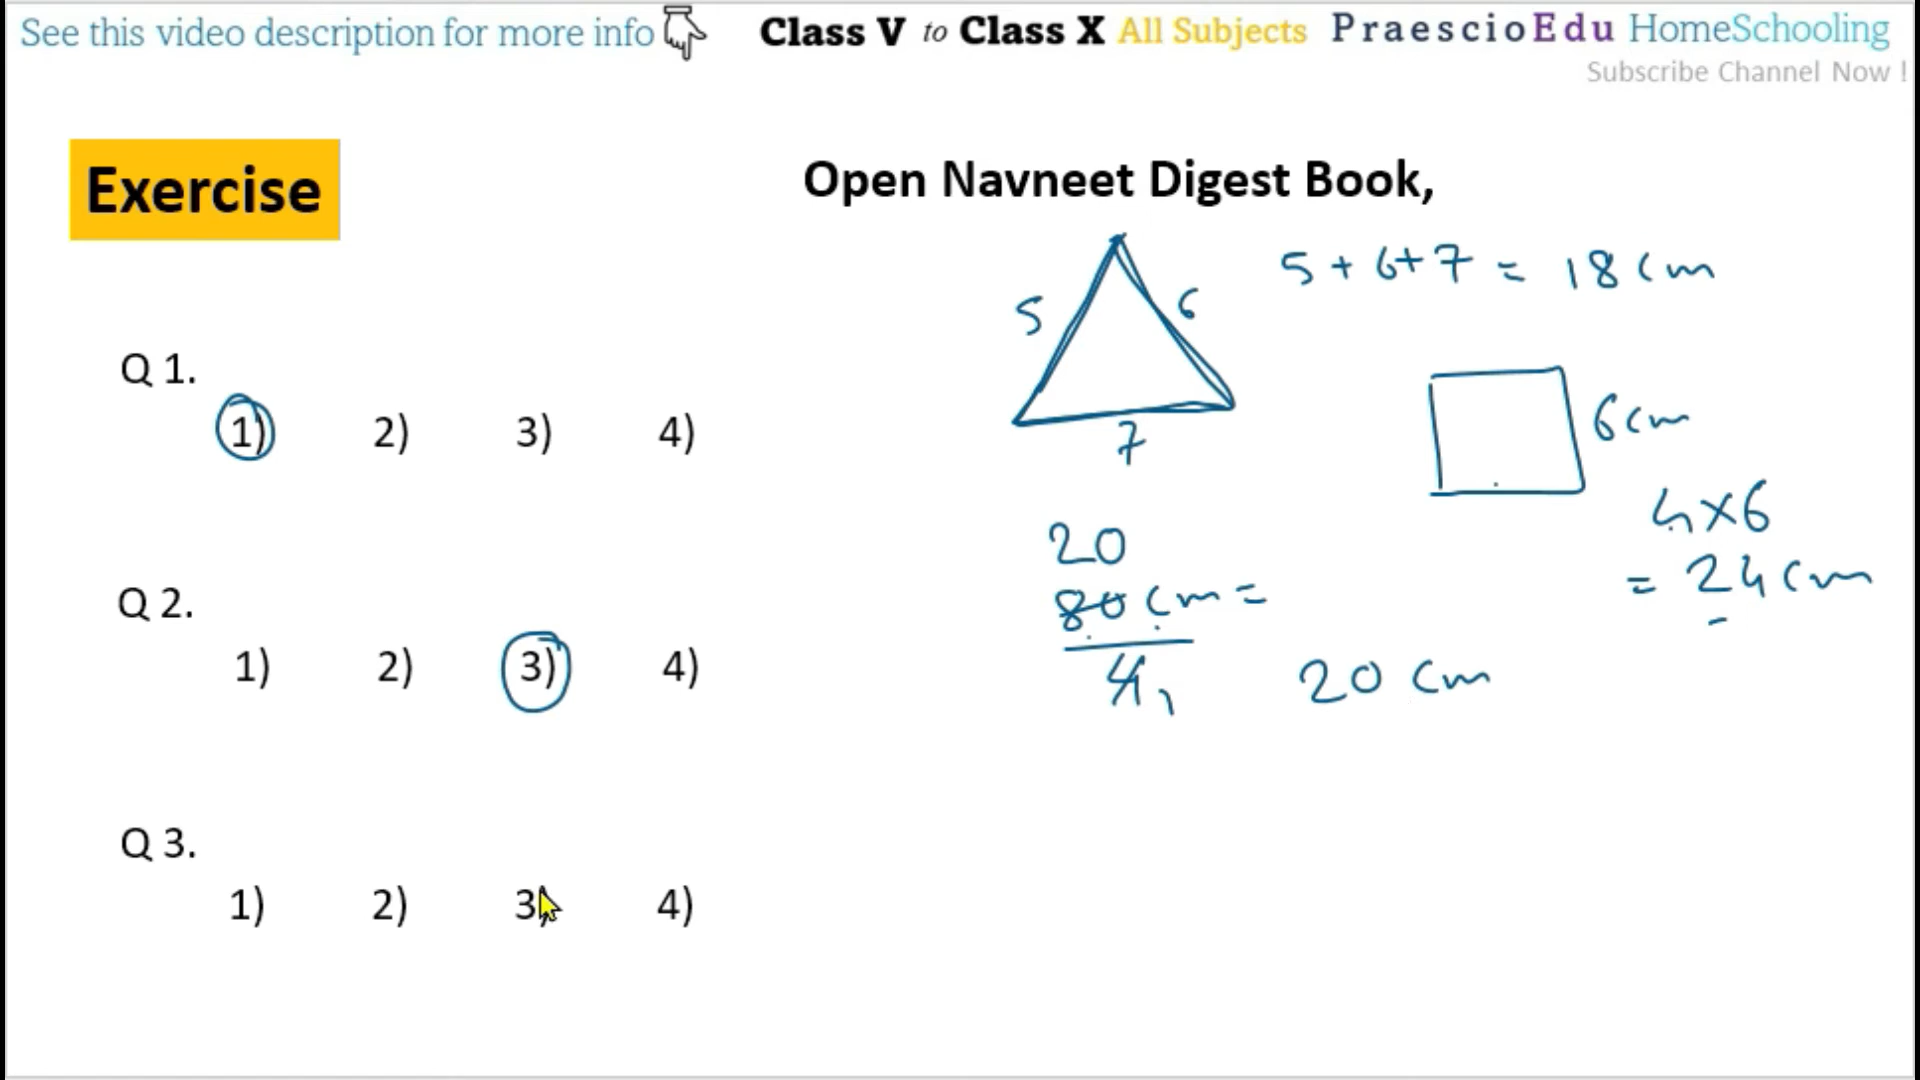 See this video description for more info
Class V to Class X All Subjects PraescioEdu HomeSchooling
Subscribe Channel Now !
Exercise
Open Navneet Digest Book,
5 + 6 + 7 = 18 cm
5
6
7
6 cm
4 x 6
= 24 cm
20
80 cm =
4 1
20 cm
Q 1.
1) 2) 3) 4)
Q 2.
1) 2) 3) 4)
Q 3.
1) 2) 3) 4)